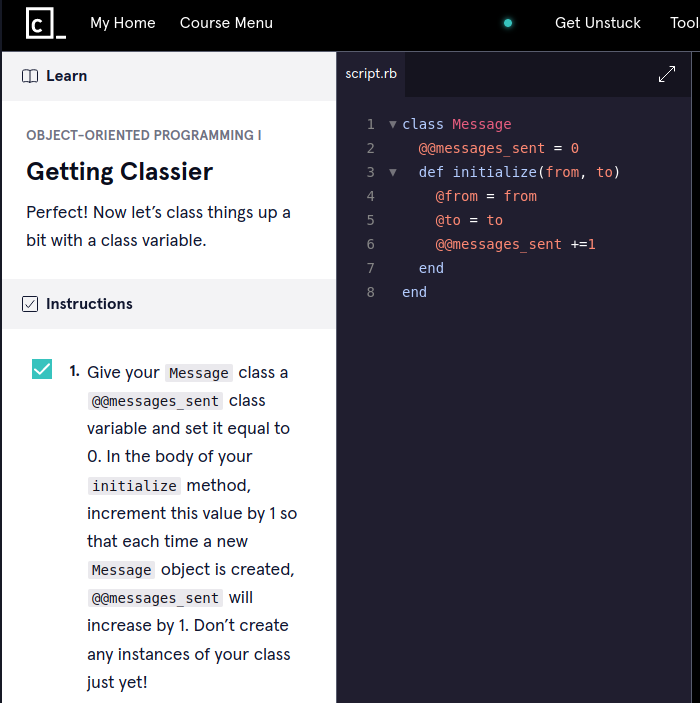 c_ My Home Course Menu Get Unstuck Tool
Learn
OBJECT-ORIENTED PROGRAMMING I
Getting Classier
Perfect! Now let’s class things up a
bit with a class variable.
Instructions
1. Give your Message class a
@@messages_sent class
variable and set it equal to
0. In the body of your
initialize method,
increment this value by 1 so
that each time a new
Message object is created,
@@messages_sent will
increase by 1. Don’t create
any instances of your class
just yet!
script.rb
1 class Message
2 @@messages_sent = 0
3 def initialize(from, to)
4 @from = from
5 @to = to
6 @@messages_sent +=1
7 end
8 end